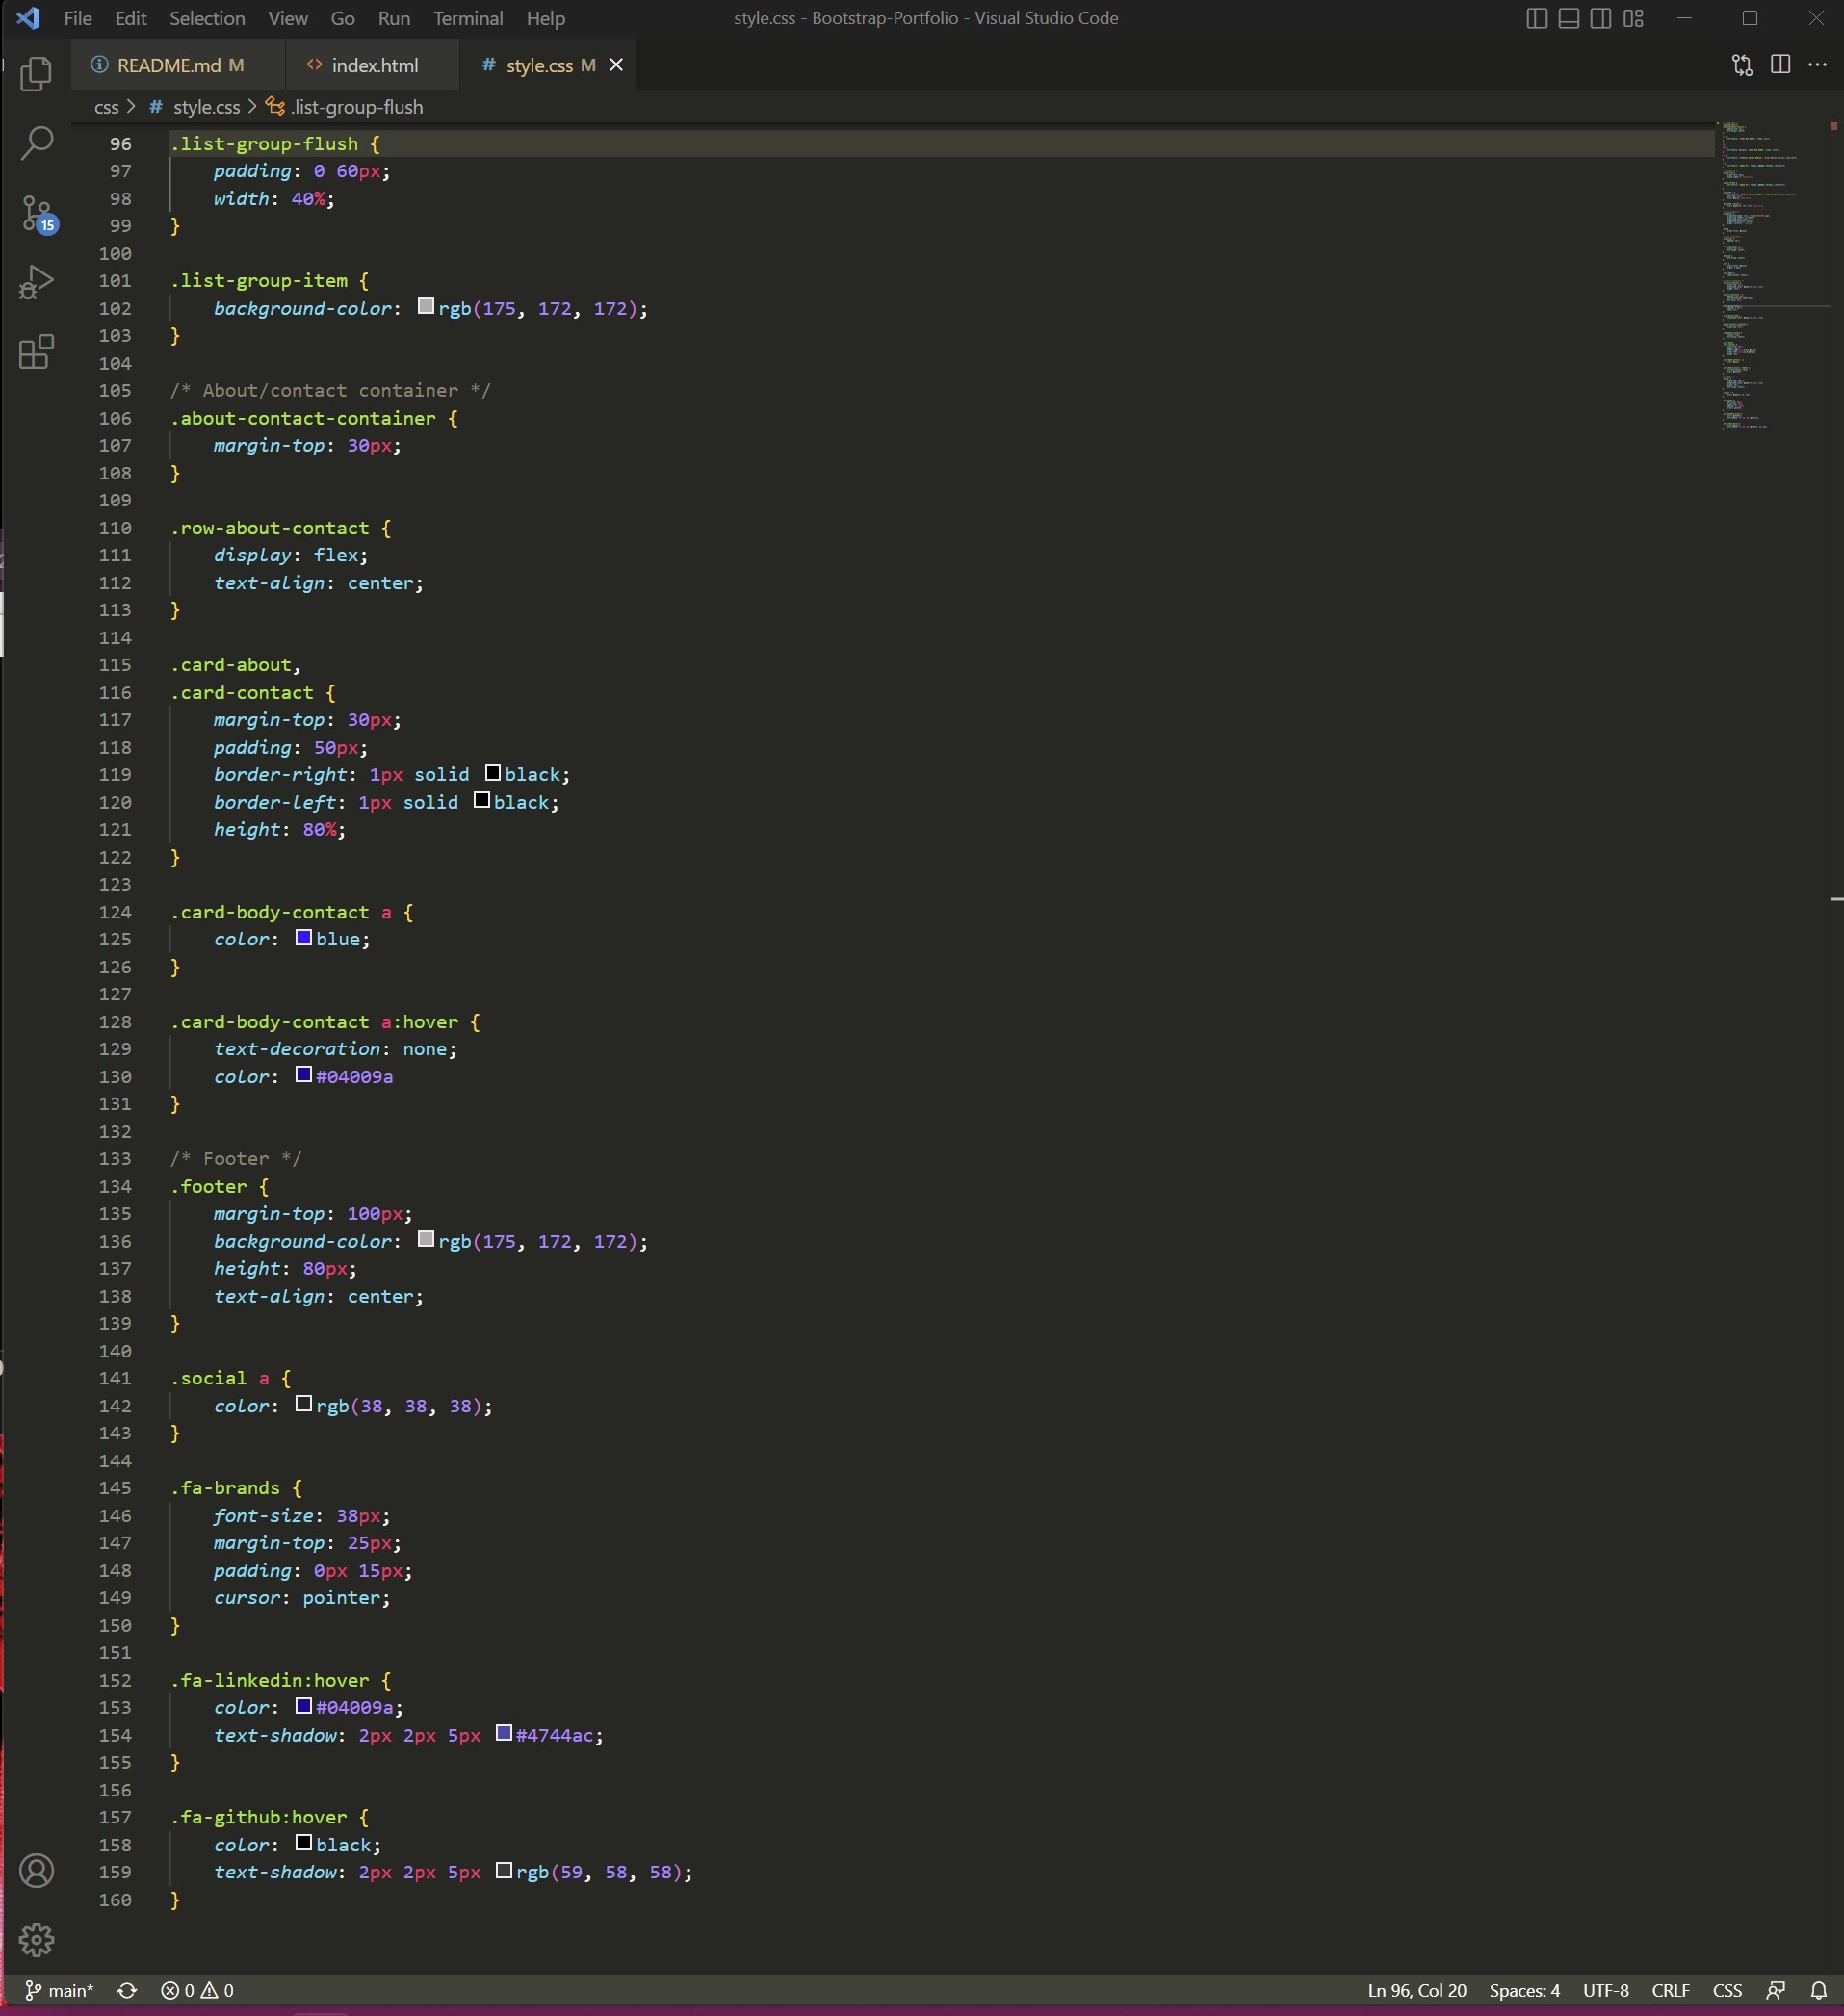 File Edit Selection View Go Run Terminal Help style.css - Bootstrap-Portfolio - Visual Studio Code
README.md M index.html # style.css M
css > # style.css > .list-group-flush
96 .list-group-flush {
97 padding: 0 60px;
98 width: 40%;
99 }
100
101 .list-group-item {
102 background-color: rgb(175, 172, 172);
103 }
104
105 /* About/contact container */
106 .about-contact-container {
107 margin-top: 30px;
108 }
109
110 .row-about-contact {
111 display: flex;
112 text-align: center;
113 }
114
115 .card-about,
116 .card-contact {
117 margin-top: 30px;
118 padding: 50px;
119 border-right: 1px solid black;
120 border-left: 1px solid black;
121 height: 80%;
122 }
123
124 .card-body-contact a {
125 color: blue;
126 }
127
128 .card-body-contact a:hover {
129 text-decoration: none;
130 color: #04009a
131 }
132
133 /* Footer */
134 .footer {
135 margin-top: 100px;
136 background-color: rgb(175, 172, 172);
137 height: 80px;
138 text-align: center;
139 }
140
141 .social a {
142 color: rgb(38, 38, 38);
143 }
144
145 .fa-brands {
146 font-size: 38px;
147 margin-top: 25px;
148 padding: 0px 15px;
149 cursor: pointer;
150 }
151
152 .fa-linkedin:hover {
153 color: #04009a;
154 text-shadow: 2px 2px 5px #4744ac;
155 }
156
157 .fa-github:hover {
158 color: black;
159 text-shadow: 2px 2px 5px rgb(59, 58, 58);
160 }
15
main* 0 0 Ln 96, Col 20 Spaces: 4 UTF-8 CRLF CSS